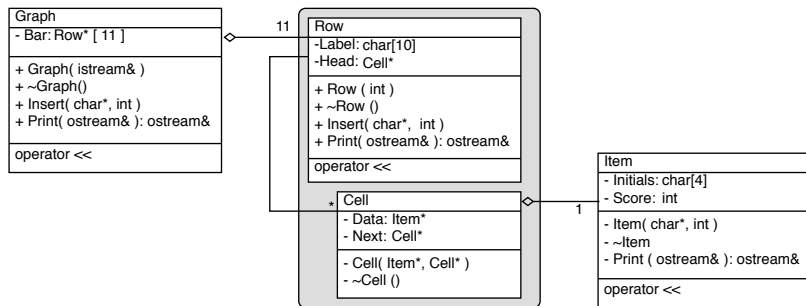 Graph
- Bar: Row* [ 11 ]
+ Graph( istream& )
+ ~Graph()
+ Insert( char*, int )
+ Print( ostream& ): ostream&
operator <<
11
Row
-Label: char[10]
-Head: Cell*
+ Row ( int )
+ ~Row ()
+ Insert( char*, int )
+ Print( ostream& ): ostream&
operator <<
*
Cell
- Data: Item*
- Next: Cell*
- Cell( Item*, Cell* )
- ~Cell ()
1
Item
- Initials: char[4]
- Score: int
- Item( char*, int )
- ~Item
- Print ( ostream& ): ostream&
operator <<